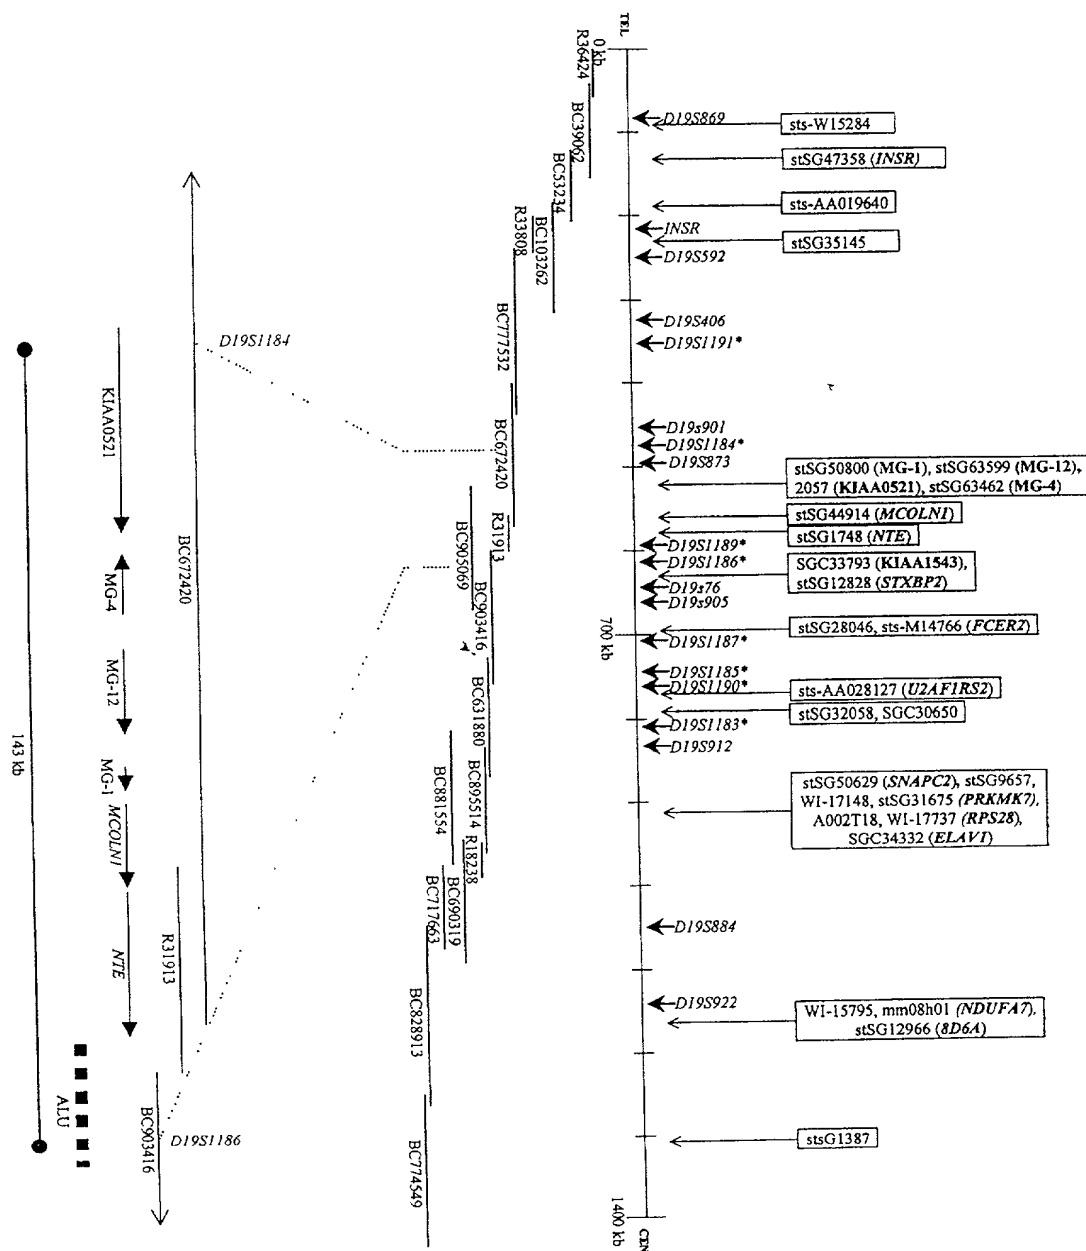 TEL
0 kb
R36424
BC39062
BC53234
BC103262
R33808
BC777532
BC672420
R31913
BC905069
BC903416
BC631880
BC895514
BC881554
R18238
BC690319
BC717663
BC828913
BC774549
D19S869
INSR
D19S592
D19S406
D19S1191*
D19s901
D19S1184*
D19S873
D19S1189*
D19S1186*
D19s76
D19s905
700 kb
D19S1187*
D19S1185*
D19S1190*
D19S1183*
D19S912
D19S884
D19S922
1400 kb
CEN
sts-W15284
stSG47358 (INSR)
sts-AA019640
stSG35145
stSG50800 (MG-1), stSG63599 (MG-12),
2057 (KIAA0521), stSG63462 (MG-4)
stSG44914 (MCOLN1)
stSG1748 (NTE)
SGC33793 (KIAA1543),
stSG12828 (STXBP2)
stSG28046, sts-M14766 (FCER2)
sts-AA028127 (U2AF1RS2)
stSG32058, SGC30650
stSG50629 (SNAPC2), stSG9657,
WI-17148, stSG31675 (PRKMK7),
A002T18, WI-17737 (RPS28),
SGC34332 (ELAVI)
WI-15795, mm08h01 (NDUFA7),
stSG12966 (8D6A)
stsG1387
D19S1184
BC672420
R31913
BC903416
D19S1186
KIAA0521
MG-4
MG-12
MG-1
MCOLN1
NTE
ALU
143 kb